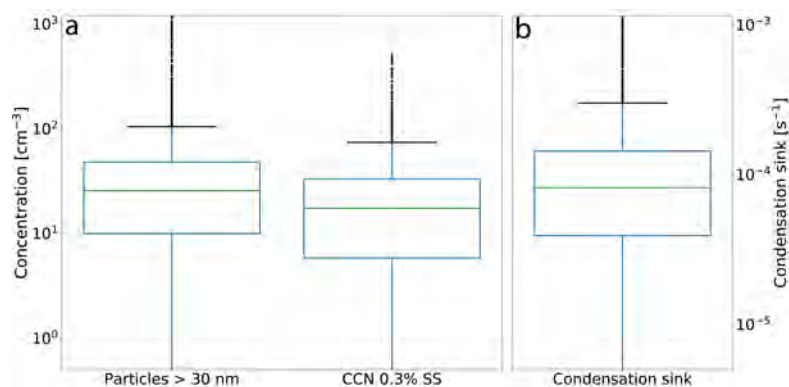 a
b
10³
10²
10¹
10⁰
Concentration [cm⁻³]
Particles > 30 nm
CCN 0.3% SS
10⁻³
10⁻⁴
10⁻⁵
Condensation sink [s⁻¹]
Condensation sink